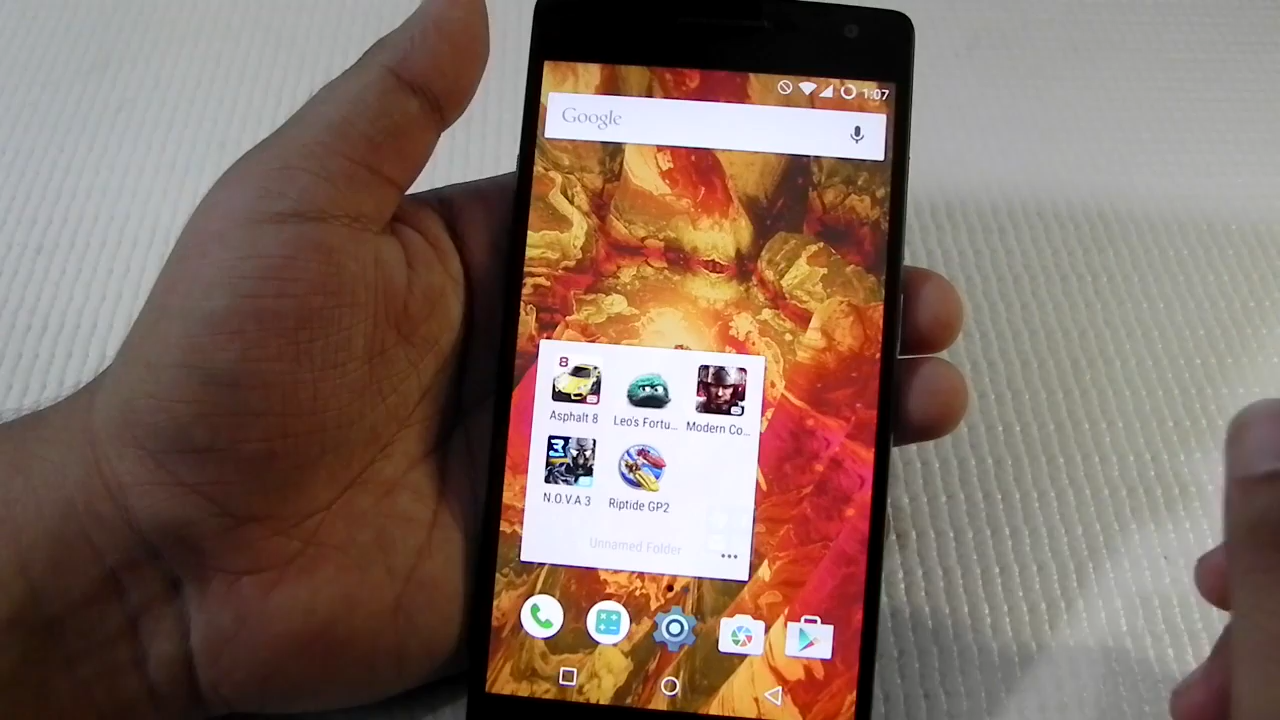 1:07
Google
8
Asphalt 8
Leo's Fortu...
Modern Co...
N.O.V.A 3
Riptide GP2
Unnamed Folder